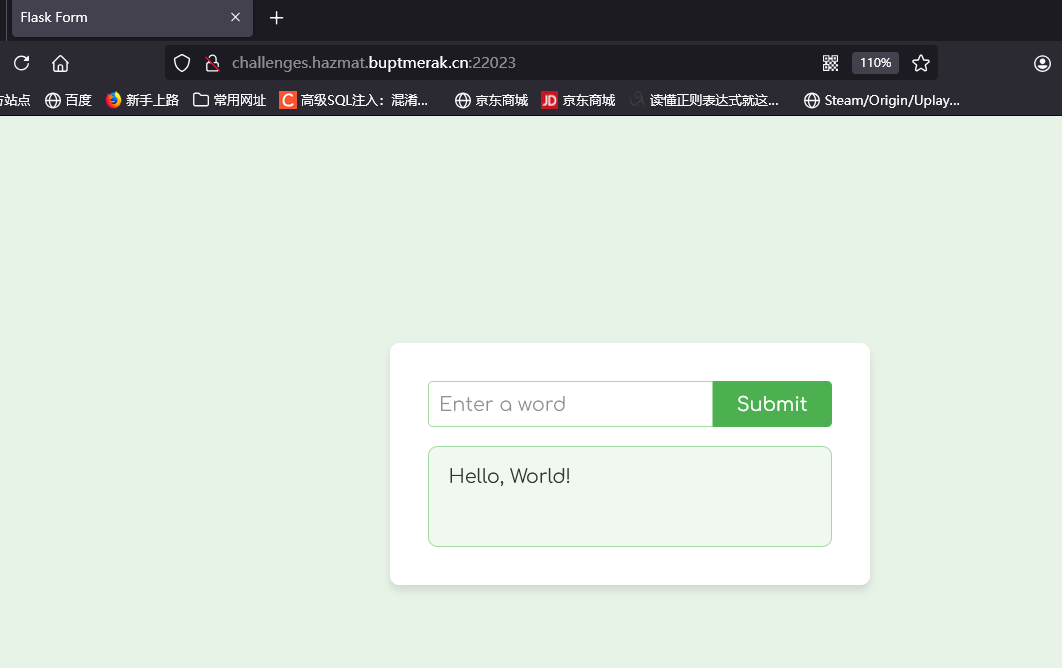 Flask Form
challenges.hazmat.buptmerak.cn:22023
110%
站点 百度 新手上路 常用网址 C 高级SQL注入：混淆... 京东商城 JD 京东商城 读懂正则表达式就这... Steam/Origin/Uplay...
Enter a word Submit
Hello, World!